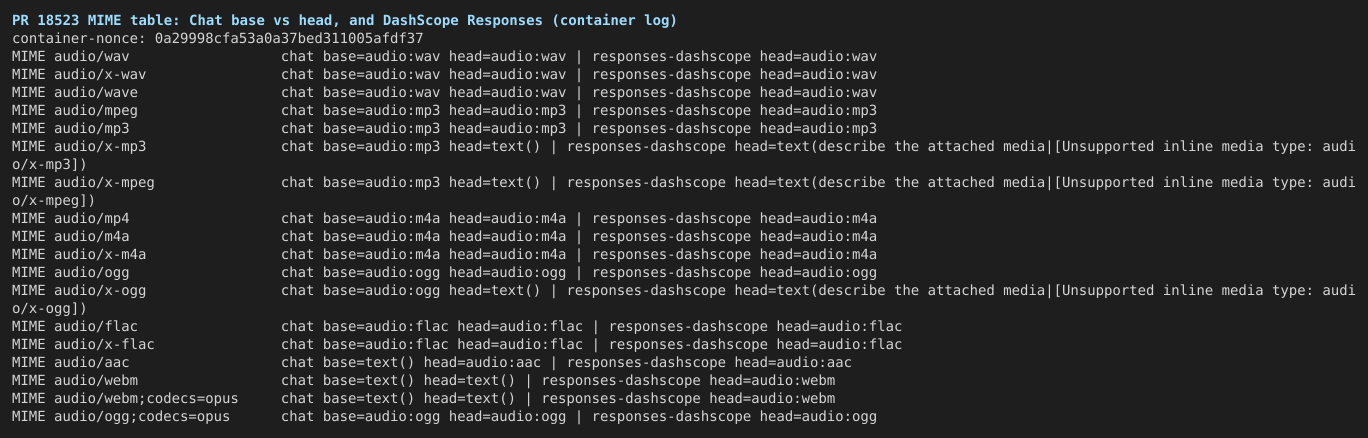 PR 18523 MIME table: Chat base vs head, and DashScope Responses (container log)
container-nonce: 0a29998cfa53a0a37bed311005afdf37
MIME audio/wav                  chat base=audio:wav head=audio:wav | responses-dashscope head=audio:wav
MIME audio/x-wav                chat base=audio:wav head=audio:wav | responses-dashscope head=audio:wav
MIME audio/wave                 chat base=audio:wav head=audio:wav | responses-dashscope head=audio:wav
MIME audio/mpeg                 chat base=audio:mp3 head=audio:mp3 | responses-dashscope head=audio:mp3
MIME audio/mp3                  chat base=audio:mp3 head=audio:mp3 | responses-dashscope head=audio:mp3
MIME audio/x-mp3                chat base=audio:mp3 head=text() | responses-dashscope head=text(describe the attached media|[Unsupported inline media type: audi
o/x-mp3])
MIME audio/x-mpeg               chat base=audio:mp3 head=text() | responses-dashscope head=text(describe the attached media|[Unsupported inline media type: audi
o/x-mpeg])
MIME audio/mp4                  chat base=audio:m4a head=audio:m4a | responses-dashscope head=audio:m4a
MIME audio/m4a                  chat base=audio:m4a head=audio:m4a | responses-dashscope head=audio:m4a
MIME audio/x-m4a                chat base=audio:m4a head=audio:m4a | responses-dashscope head=audio:m4a
MIME audio/ogg                  chat base=audio:ogg head=audio:ogg | responses-dashscope head=audio:ogg
MIME audio/x-ogg                chat base=audio:ogg head=text() | responses-dashscope head=text(describe the attached media|[Unsupported inline media type: audi
o/x-ogg])
MIME audio/flac                 chat base=audio:flac head=audio:flac | responses-dashscope head=audio:flac
MIME audio/x-flac               chat base=audio:flac head=audio:flac | responses-dashscope head=audio:flac
MIME audio/aac                  chat base=text() head=audio:aac | responses-dashscope head=audio:aac
MIME audio/webm                 chat base=text() head=text() | responses-dashscope head=audio:webm
MIME audio/webm;codecs=opus     chat base=text() head=text() | responses-dashscope head=audio:webm
MIME audio/ogg;codecs=opus      chat base=audio:ogg head=audio:ogg | responses-dashscope head=audio:ogg